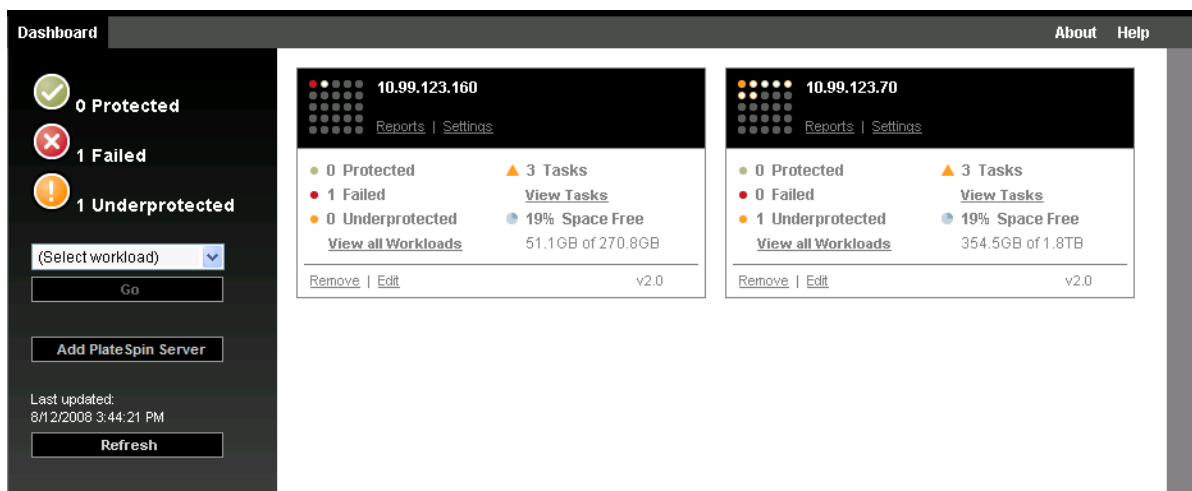 Dashboard
About Help
0 Protected
1 Failed
1 Underprotected
(Select workload)
Go
Add PlateSpin Server
Last updated:
8/12/2008 3:44:21 PM
Refresh
10.99.123.160
Reports | Settings
0 Protected
1 Failed
0 Underprotected
View all Workloads
3 Tasks
View Tasks
19% Space Free
51.1GB of 270.8GB
Remove | Edit
v2.0
10.99.123.70
Reports | Settings
0 Protected
0 Failed
1 Underprotected
View all Workloads
3 Tasks
View Tasks
19% Space Free
354.5GB of 1.8TB
Remove | Edit
v2.0